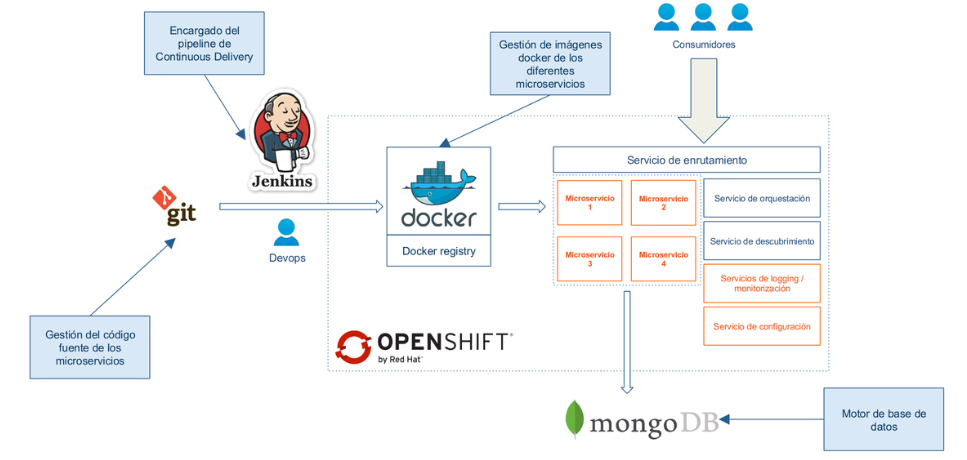 Encargado del
pipeline de
Continuous Delivery
Gestión de imágenes
docker de los
diferentes
microservicios
Consumidores
Jenkins
git
Devops
docker
Docker registry
Servicio de enrutamiento
Microservicio
1
Microservicio
2
Microservicio
3
Microservicio
4
Servicio de orquestación
Servicio de descubrimiento
Servicios de logging /
monitorización
Servicio de configuración
Gestión del código
fuente de los
microservicios
OPENSHIFT®
by Red Hat®
mongoDB
Motor de base de
datos